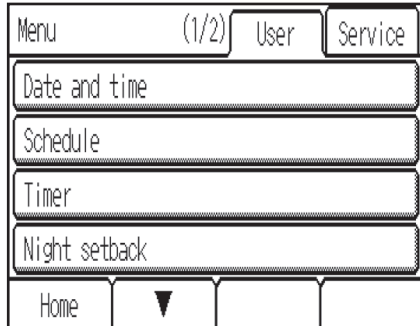 Menu (1/2) User Service
Date and time
Schedule
Timer
Night setback
Home ▼